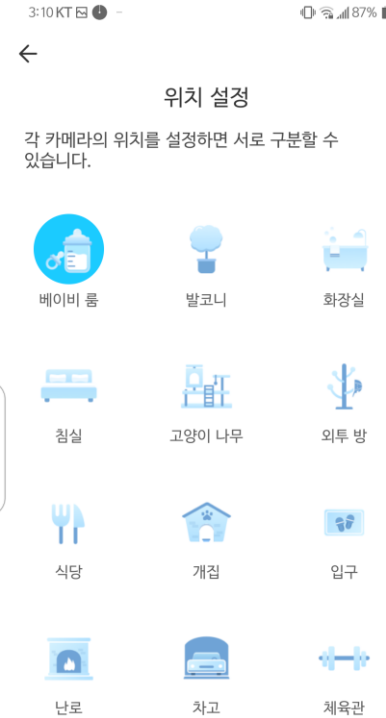 3:10 KT
87%
위치 설정
각 카메라의 위치를 설정하면 서로 구분할 수
있습니다.
베이비 룸 발코니 화장실
침실 고양이 나무 외투 방
식당 개집 입구
난로 차고 체육관